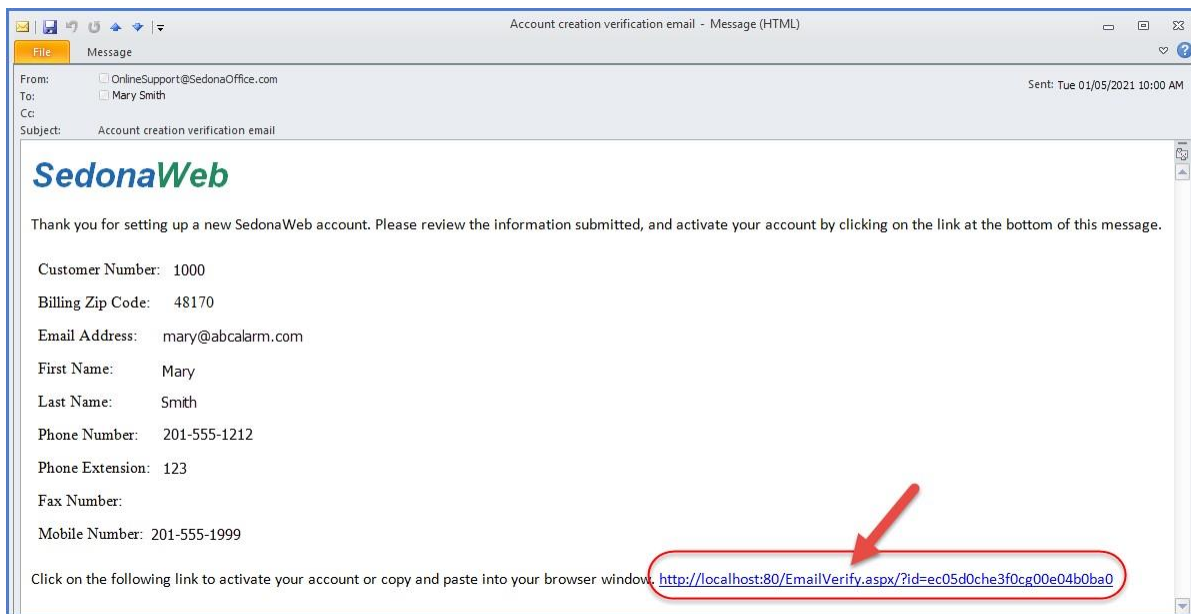 Account creation verification email - Message (HTML)
File Message
From: OnlineSupport@SedonaOffice.com
Sent: Tue 01/05/2021 10:00 AM
To: Mary Smith
Cc:
Subject: Account creation verification email
SedonaWeb
Thank you for setting up a new SedonaWeb account. Please review the information submitted, and activate your account by clicking on the link at the bottom of this message.
Customer Number: 1000
Billing Zip Code: 48170
Email Address: mary@abcalarm.com
First Name: Mary
Last Name: Smith
Phone Number: 201-555-1212
Phone Extension: 123
Fax Number:
Mobile Number: 201-555-1999
Click on the following link to activate your account or copy and paste into your browser window. http://localhost:80/EmailVerify.aspx/?id=ec05d0che3f0cg00e04b0ba0